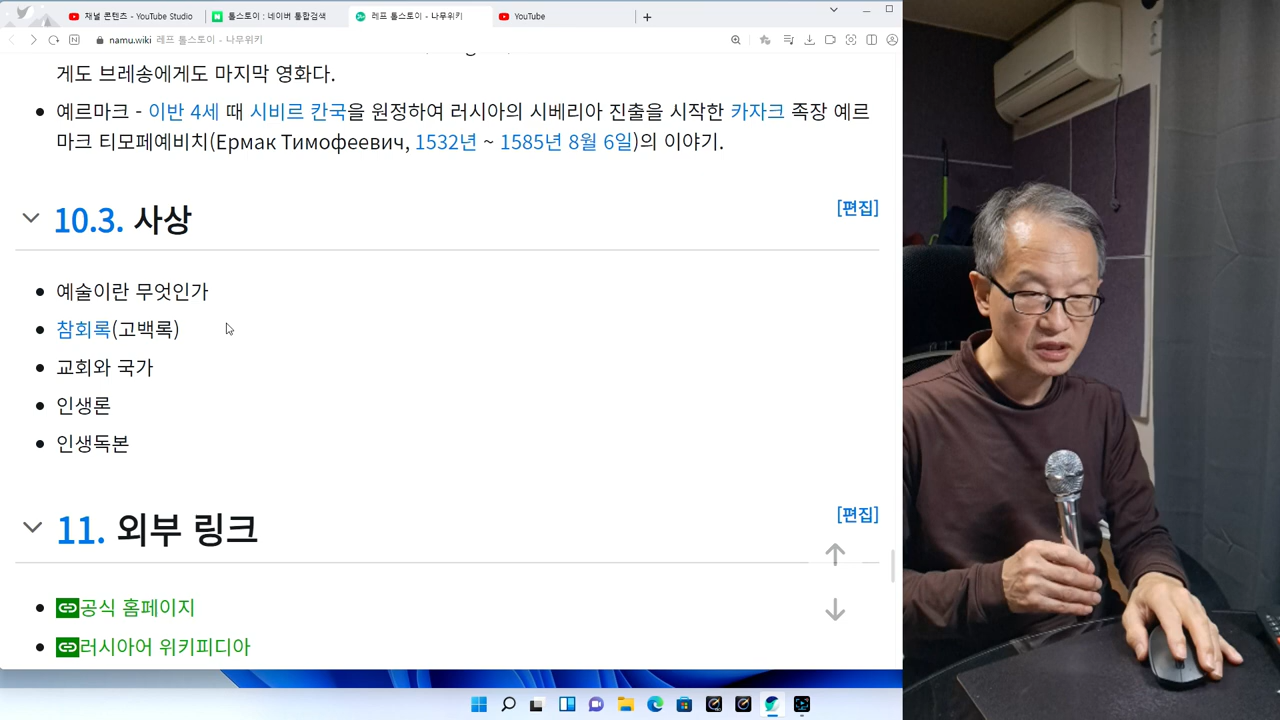 재널 콘텐츠 - YouTube Studio
톨스토이 : 네이버 통합검색
레프 톨스토이 - 나무위키
YouTube
namu.wiki 레프 톨스토이 - 나무위키
게도 브레송에게도 마지막 영화다.
예르마크 - 이반 4세 때 시비르 칸국을 원정하여 러시아의 시베리아 진출을 시작한 카자크 족장 예르
마크 티모페예비치(Ермак Тимофеевич, 1532년 ~ 1585년 8월 6일)의 이야기.
10.3. 사상
[편집]
예술이란 무엇인가
참회록(고백록)
교회와 국가
인생론
인생독본
11. 외부 링크
[편집]
공식 홈페이지
러시아어 위키피디아